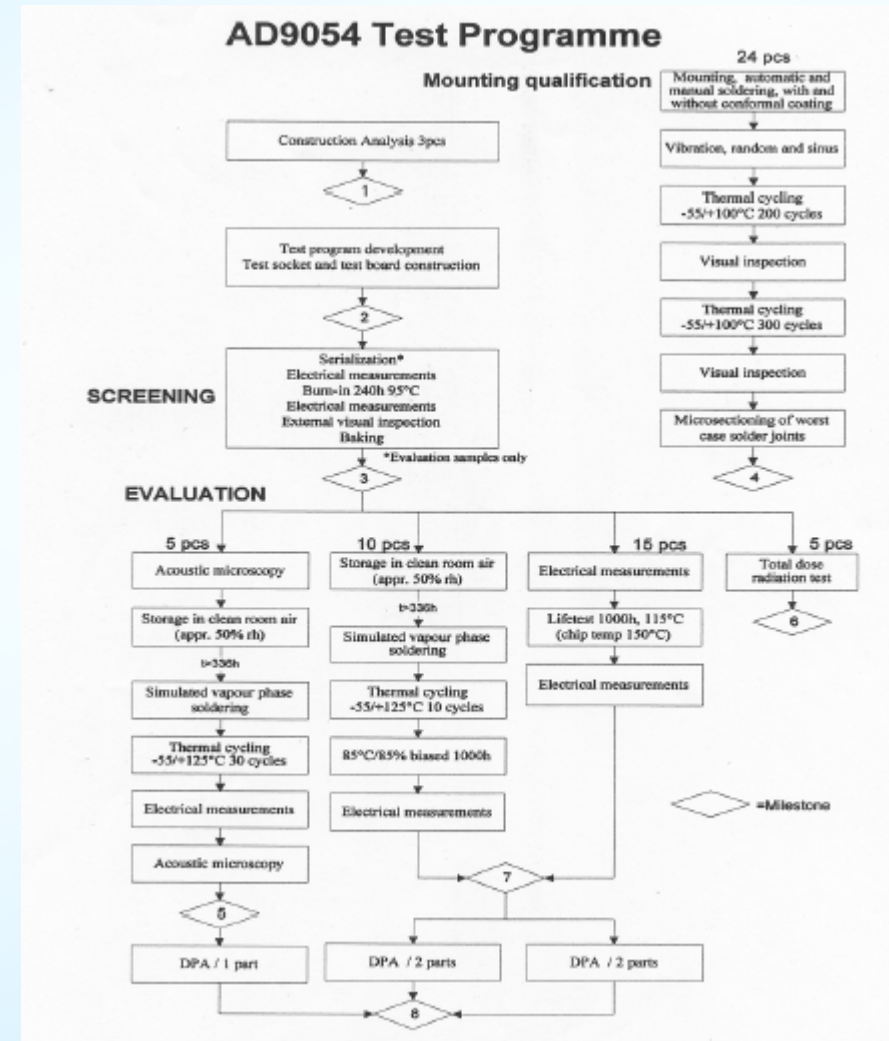 AD9054 Test Programme
24 pcs
Mounting qualification
Mounting, automatic and
manual soldering, with and
without conformal coating
Vibration, random and sinus
Thermal cycling
-55/+100°C 200 cycles
Visual inspection
Thermal cycling
-55/+100°C 300 cycles
Visual inspection
Microsectioning of worst
case solder joints
4
Construction Analysis 3pcs
1
Test program development
Test socket and test board construction
2
SCREENING
Serialization*
Electrical measurements
Burn-in 240h 95°C
Electrical measurements
External visual inspection
Baking
*Evaluation samples only
3
EVALUATION
5 pcs
Acoustic microscopy
Storage in clean room air
(appr. 50% rh)
t>336h
Simulated vapour phase
soldering
Thermal cycling
-55/+125°C 30 cycles
Electrical measurements
Acoustic microscopy
5
DPA / 1 part
10 pcs
Storage in clean room air
(appr. 50% rh)
t>336h
Simulated vapour phase
soldering
Thermal cycling
-55/+125°C 10 cycles
85°C/85% biased 1000h
Electrical measurements
15 pcs
Electrical measurements
Lifetest 1000h, 115°C
(chip temp 150°C)
Electrical measurements
5 pcs
Total dose
radiation test
6
=Milestone
7
DPA / 2 parts
DPA / 2 parts
8